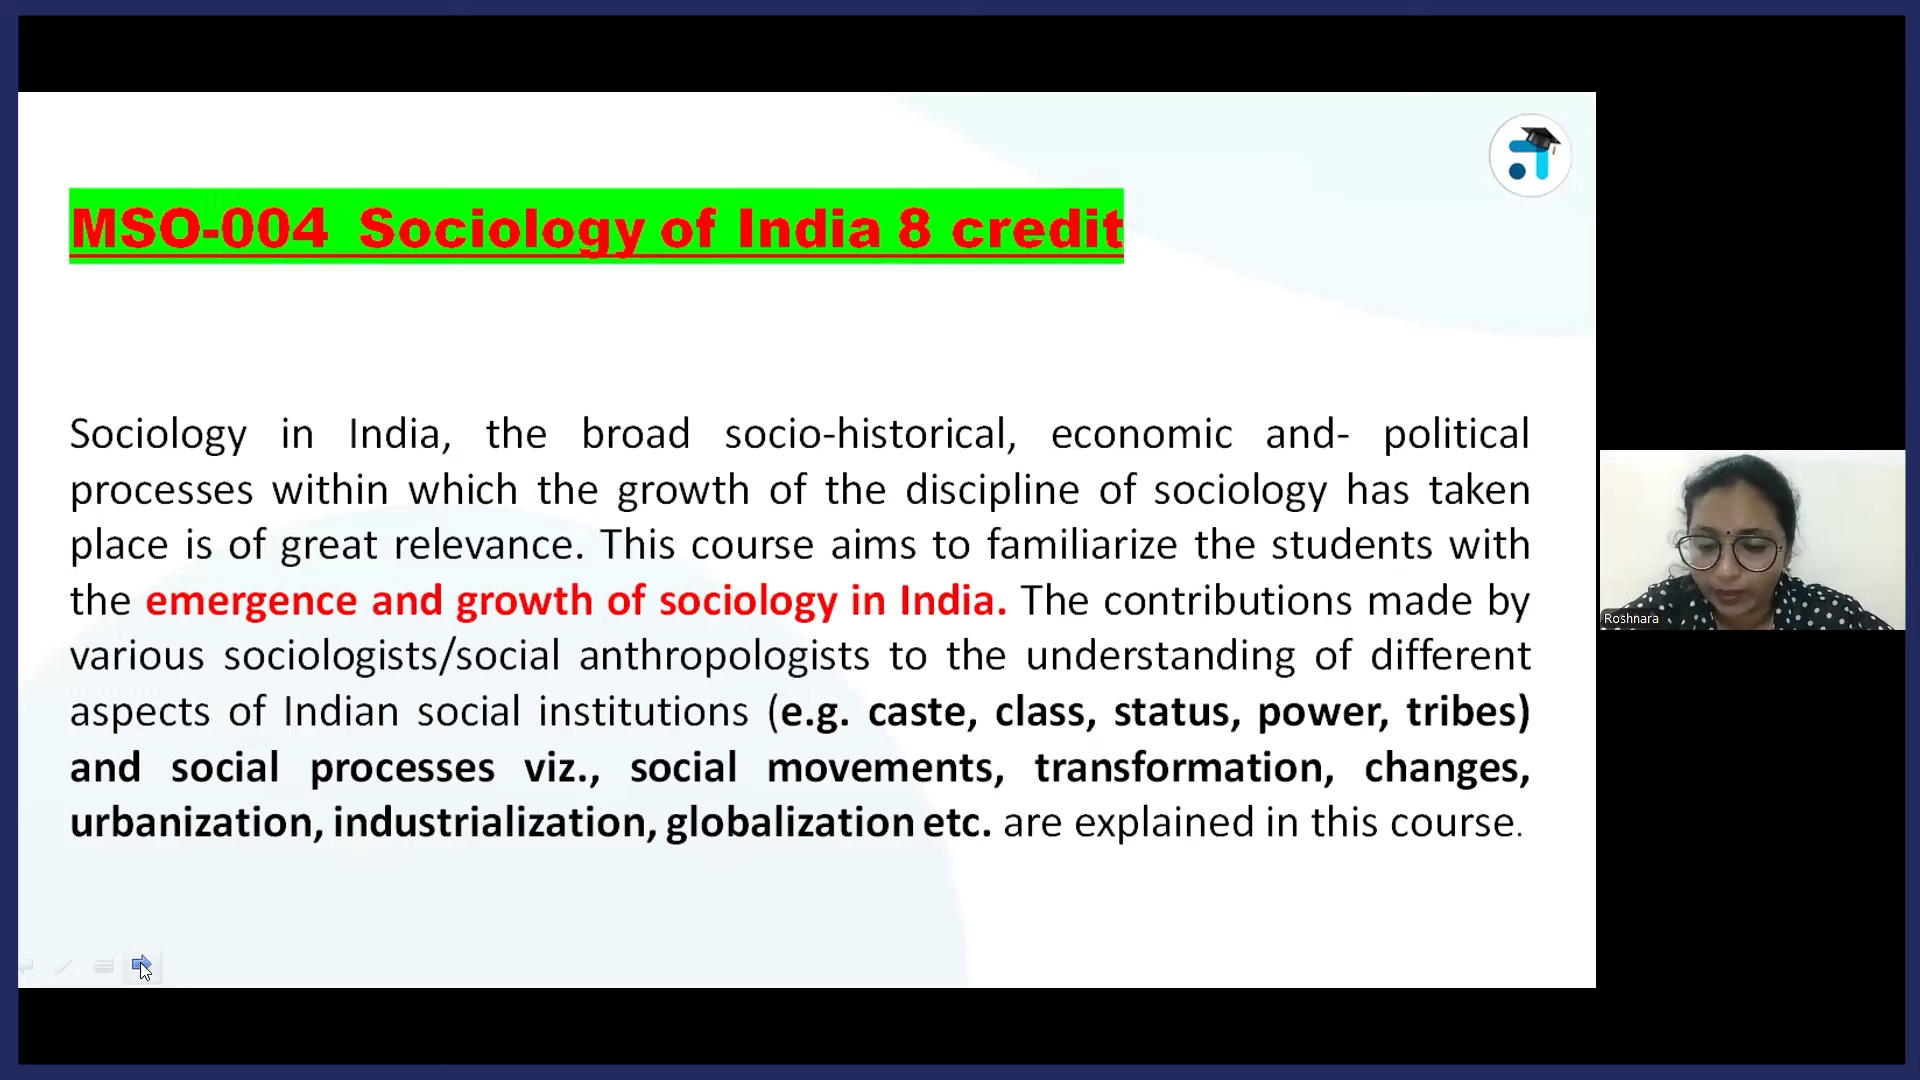 MSO-004 Sociology of India 8 credit
Sociology in India, the broad socio-historical, economic and- political
processes within which the growth of the discipline of sociology has taken
place is of great relevance. This course aims to familiarize the students with
the emergence and growth of sociology in India. The contributions made by
various sociologists/social anthropologists to the understanding of different
aspects of Indian social institutions (e.g. caste, class, status, power, tribes)
and social processes viz., social movements, transformation, changes,
urbanization, industrialization, globalization etc. are explained in this course.
Roshnara